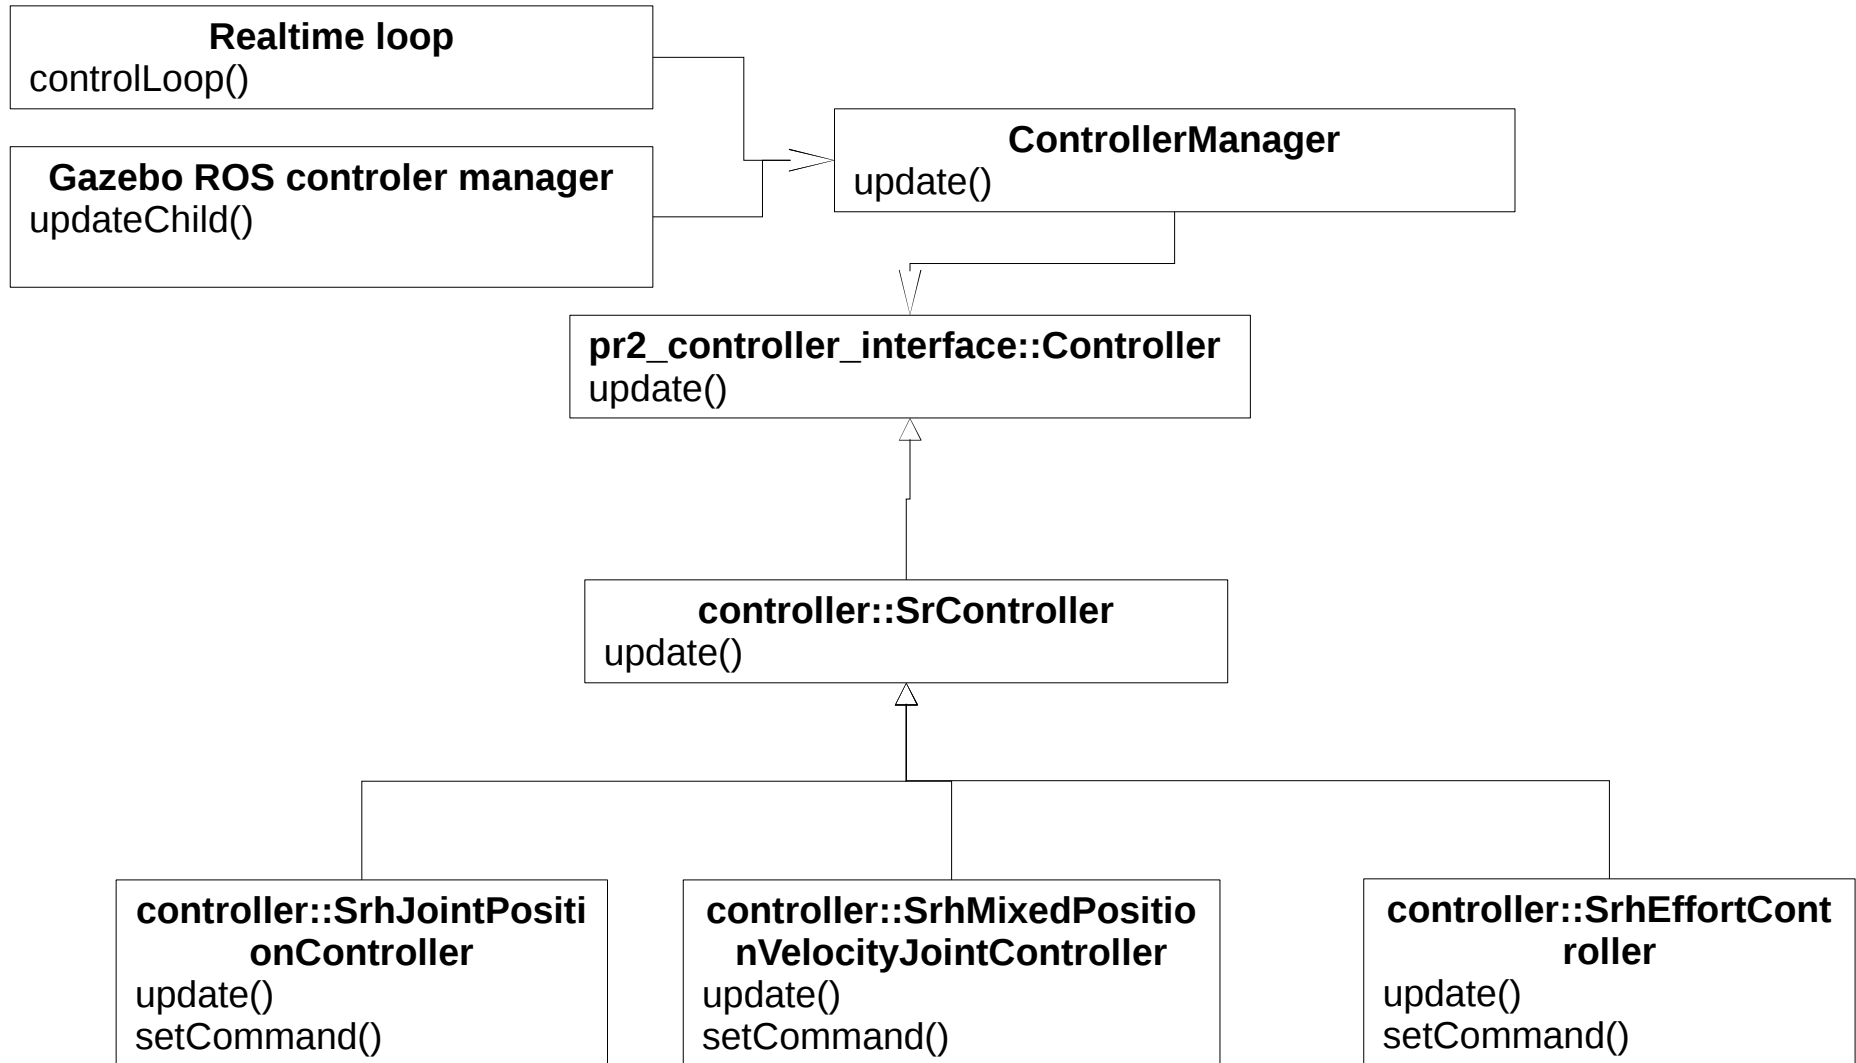 Realtime loop
controlLoop()
Gazebo ROS controler manager
updateChild()
ControllerManager
update()
pr2_controller_interface::Controller
update()
controller::SrController
update()
controller::SrhJointPositi
onController
update()
setCommand()
controller::SrhMixedPositio
nVelocityJointController
update()
setCommand()
controller::SrhEffortCont
roller
update()
setCommand()